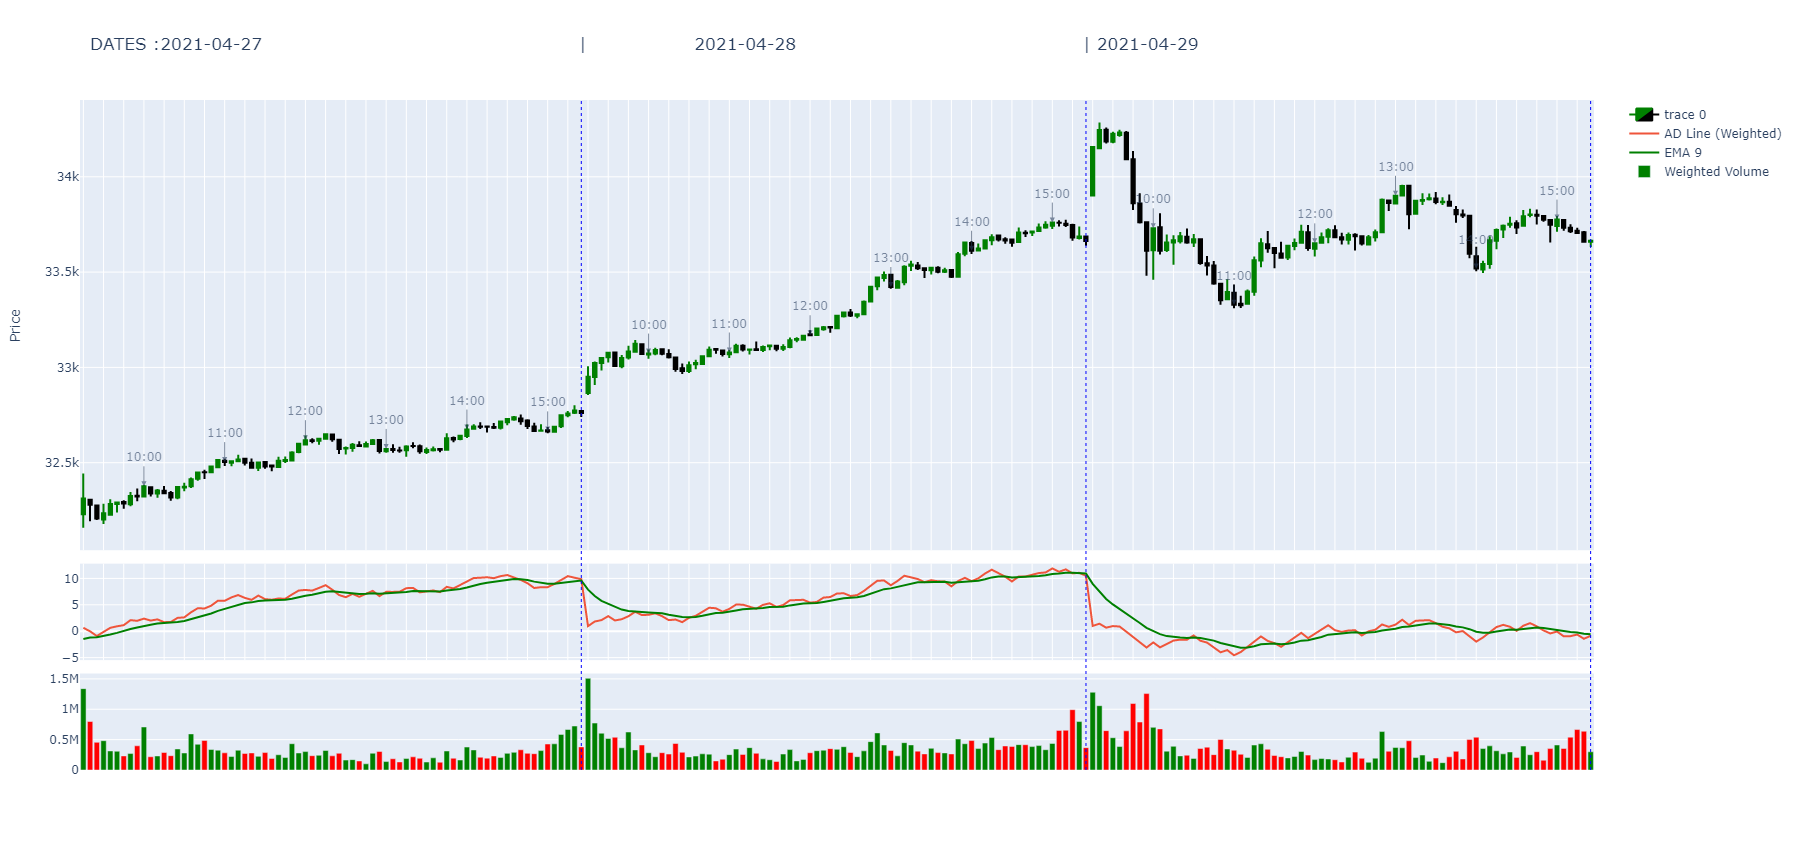 DATES :2021-04-27 | 2021-04-28 | 2021-04-29
trace 0
AD Line (Weighted)
EMA 9
Weighted Volume
Price
34k
33.5k
33k
32.5k
10:00
11:00
12:00
13:00
14:00
15:00
10:00
11:00
12:00
13:00
14:00
15:00
10:00
11:00
12:00
13:00
14:00
15:00
10
5
0
−5
1.5M
1M
0.5M
0